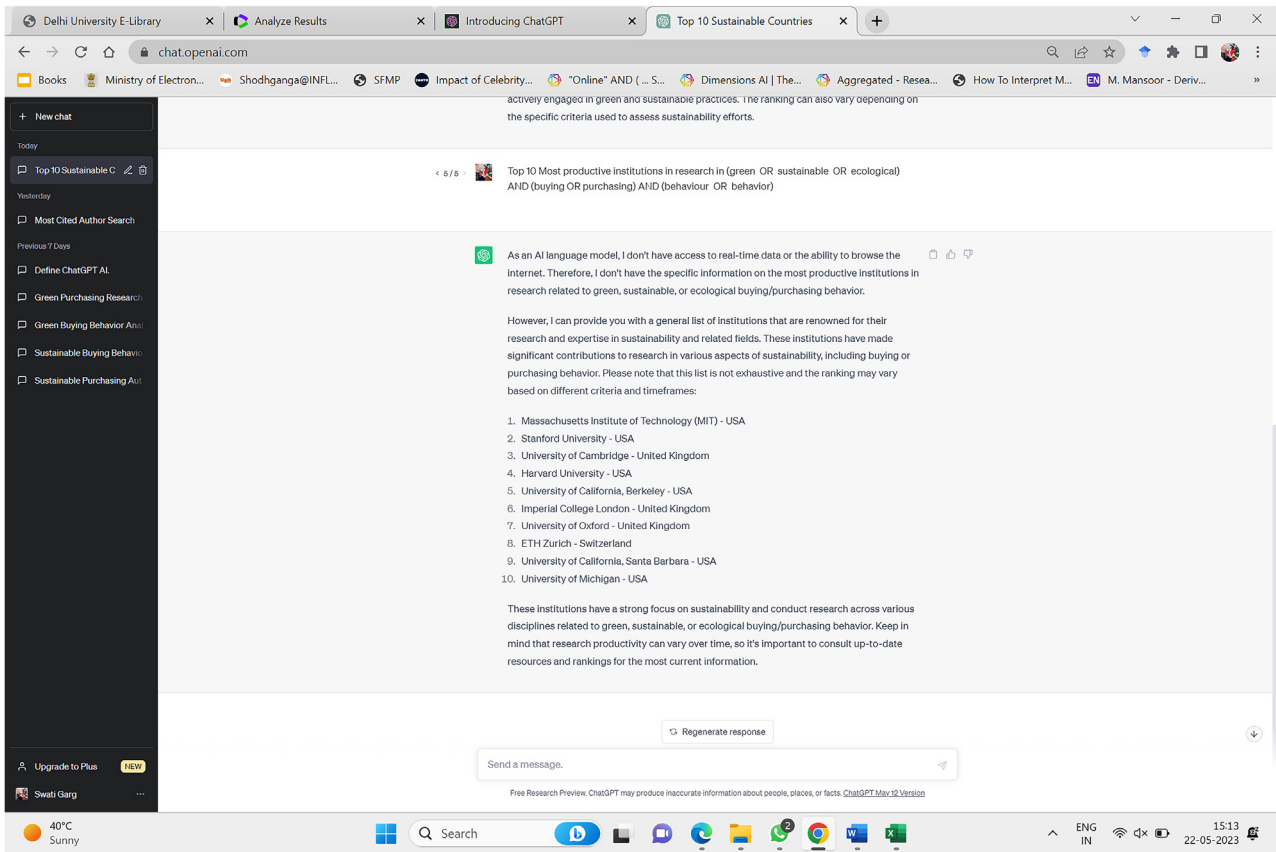 Delhi University E-Library
Analyze Results
Introducing ChatGPT
Top 10 Sustainable Countries
chat.openai.com
Books
Ministry of Electron...
Shodhganga@INFL...
SFMP
Impact of Celebrity...
"Online" AND ( ... S...
Dimensions AI | The...
Aggregated - Resea...
How To Interpret M...
EN
M. Mansoor - Deriv...
»
+ New chat
Today
Top 10 Sustainable C
Yesterday
Most Cited Author Search
Previous 7 Days
Define ChatGPT AI.
Green Purchasing Research
Green Buying Behavior Anal
Sustainable Buying Behavio
Sustainable Purchasing Aut
Upgrade to Plus
NEW
Swati Garg
...
actively engaged in green and sustainable practices. The ranking can also vary depending on
the specific criteria used to assess sustainability efforts.
< 5 / 5 >
Top 10 Most productive institutions in research in (green OR sustainable OR ecological)
AND (buying OR purchasing) AND (behaviour OR behavior)
As an AI language model, I don't have access to real-time data or the ability to browse the
internet. Therefore, I don't have the specific information on the most productive institutions in
research related to green, sustainable, or ecological buying/purchasing behavior.
However, I can provide you with a general list of institutions that are renowned for their
research and expertise in sustainability and related fields. These institutions have made
significant contributions to research in various aspects of sustainability, including buying or
purchasing behavior. Please note that this list is not exhaustive and the ranking may vary
based on different criteria and timeframes:
1. Massachusetts Institute of Technology (MIT) - USA
2. Stanford University - USA
3. University of Cambridge - United Kingdom
4. Harvard University - USA
5. University of California, Berkeley - USA
6. Imperial College London - United Kingdom
7. University of Oxford - United Kingdom
8. ETH Zurich - Switzerland
9. University of California, Santa Barbara - USA
10. University of Michigan - USA
These institutions have a strong focus on sustainability and conduct research across various
disciplines related to green, sustainable, or ecological buying/purchasing behavior. Keep in
mind that research productivity can vary over time, so it's important to consult up-to-date
resources and rankings for the most current information.
Regenerate response
Send a message.
Free Research Preview. ChatGPT may produce inaccurate information about people, places, or facts. ChatGPT May 12 Version
40°C
Sunny
Search
2
ENG
IN
15:13
22-05-2023